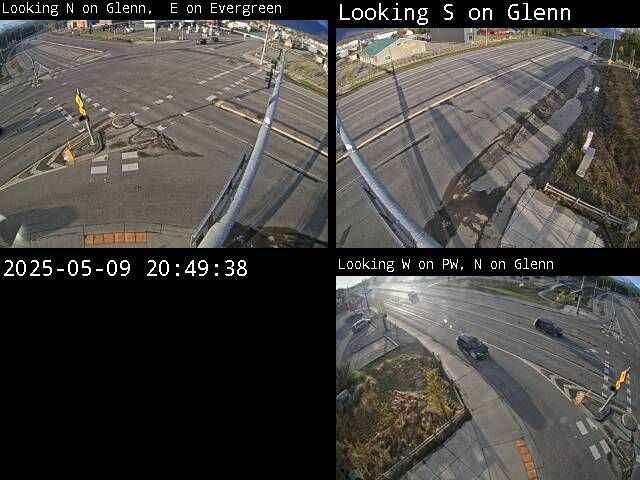 Looking N on Glenn,  E on Evergreen
Looking S on Glenn
2025-05-09 20:49:38
Looking W on PW, N on Glenn